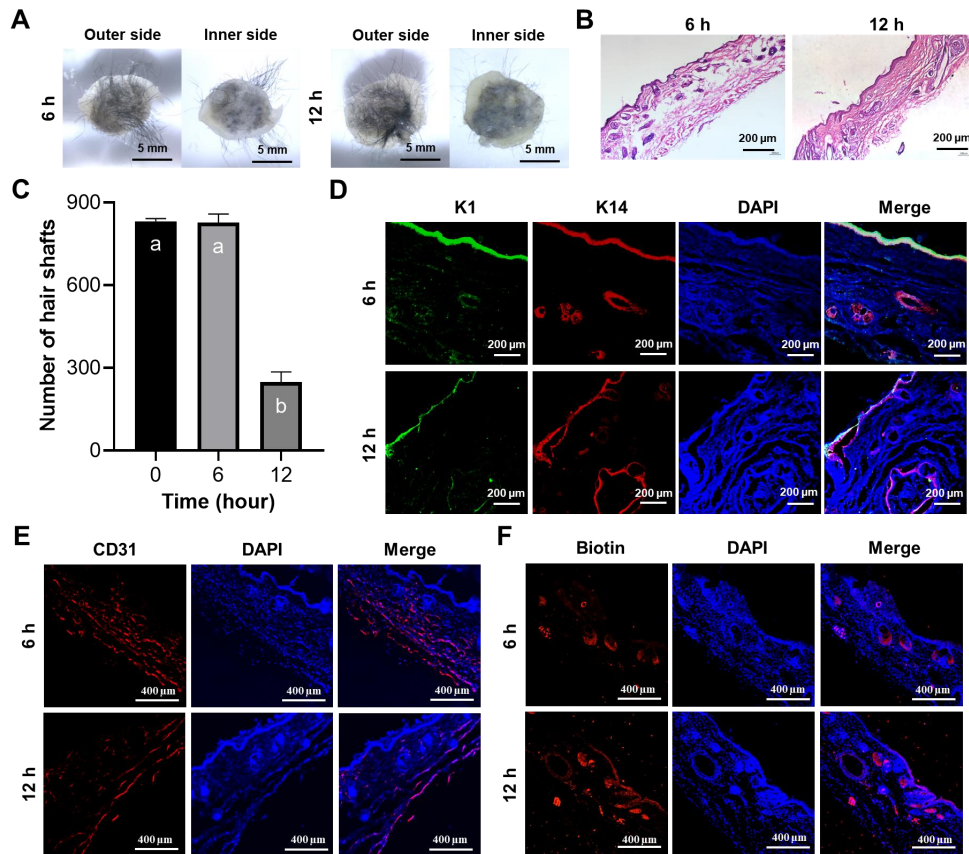 A
Outer side
Inner side
Outer side
Inner side
6 h
12 h
5 mm
5 mm
5 mm
5 mm
B
6 h
12 h
200 μm
200 μm
C
Number of hair shafts
900
600
300
0
a
a
b
0
6
12
Time (hour)
D
K1
K14
DAPI
Merge
6 h
200 μm
200 μm
200 μm
200 μm
12 h
200 μm
200 μm
200 μm
200 μm
E
CD31
DAPI
Merge
6 h
400 μm
400 μm
400 μm
12 h
400 μm
400 μm
400 μm
F
Biotin
DAPI
Merge
6 h
400 μm
400 μm
400 μm
12 h
400 μm
400 μm
400 μm